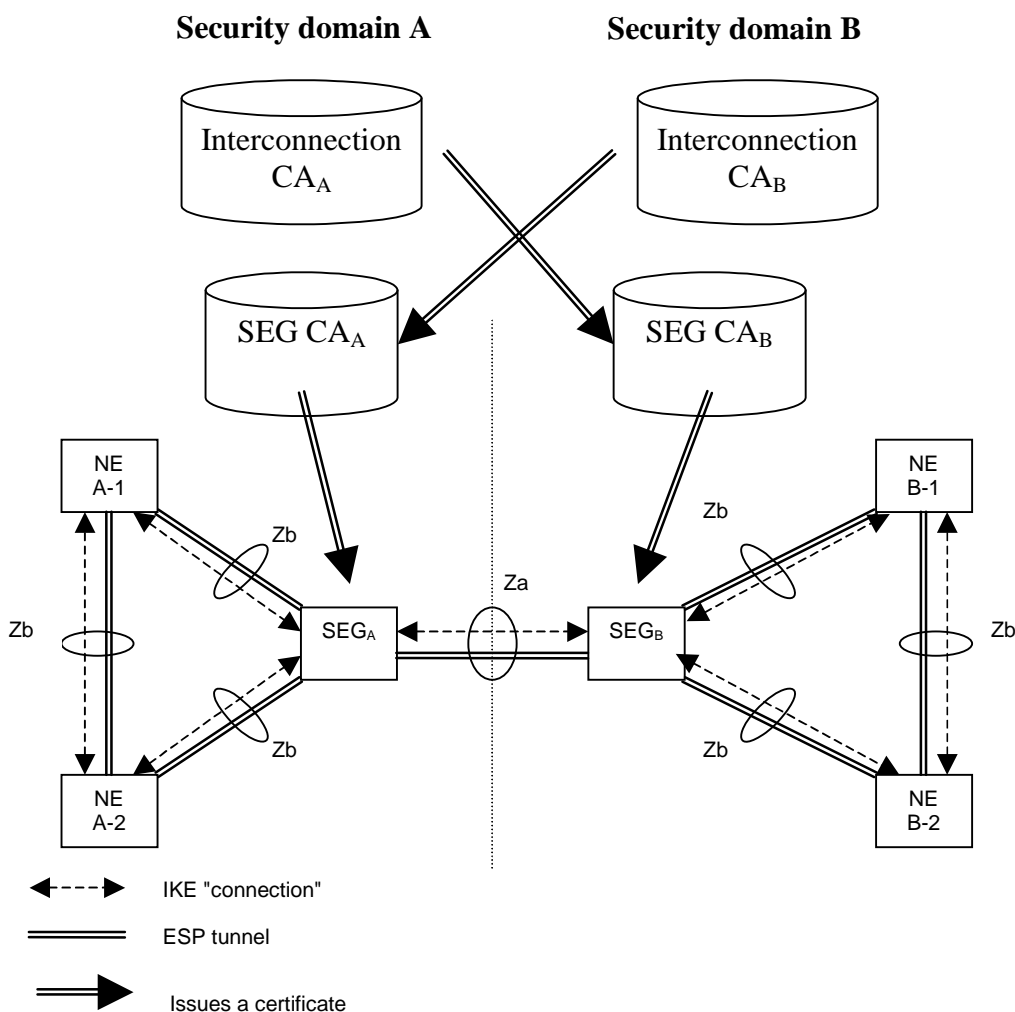 Security domain A
Security domain B
Interconnection
CAA
Interconnection
CAB
SEG CAA
SEG CAB
NE
A-1
NE
B-1
Zb
Zb
Za
Zb
SEGA
SEGB
Zb
Zb
Zb
NE
A-2
NE
B-2
IKE "connection"
ESP tunnel
Issues a certificate